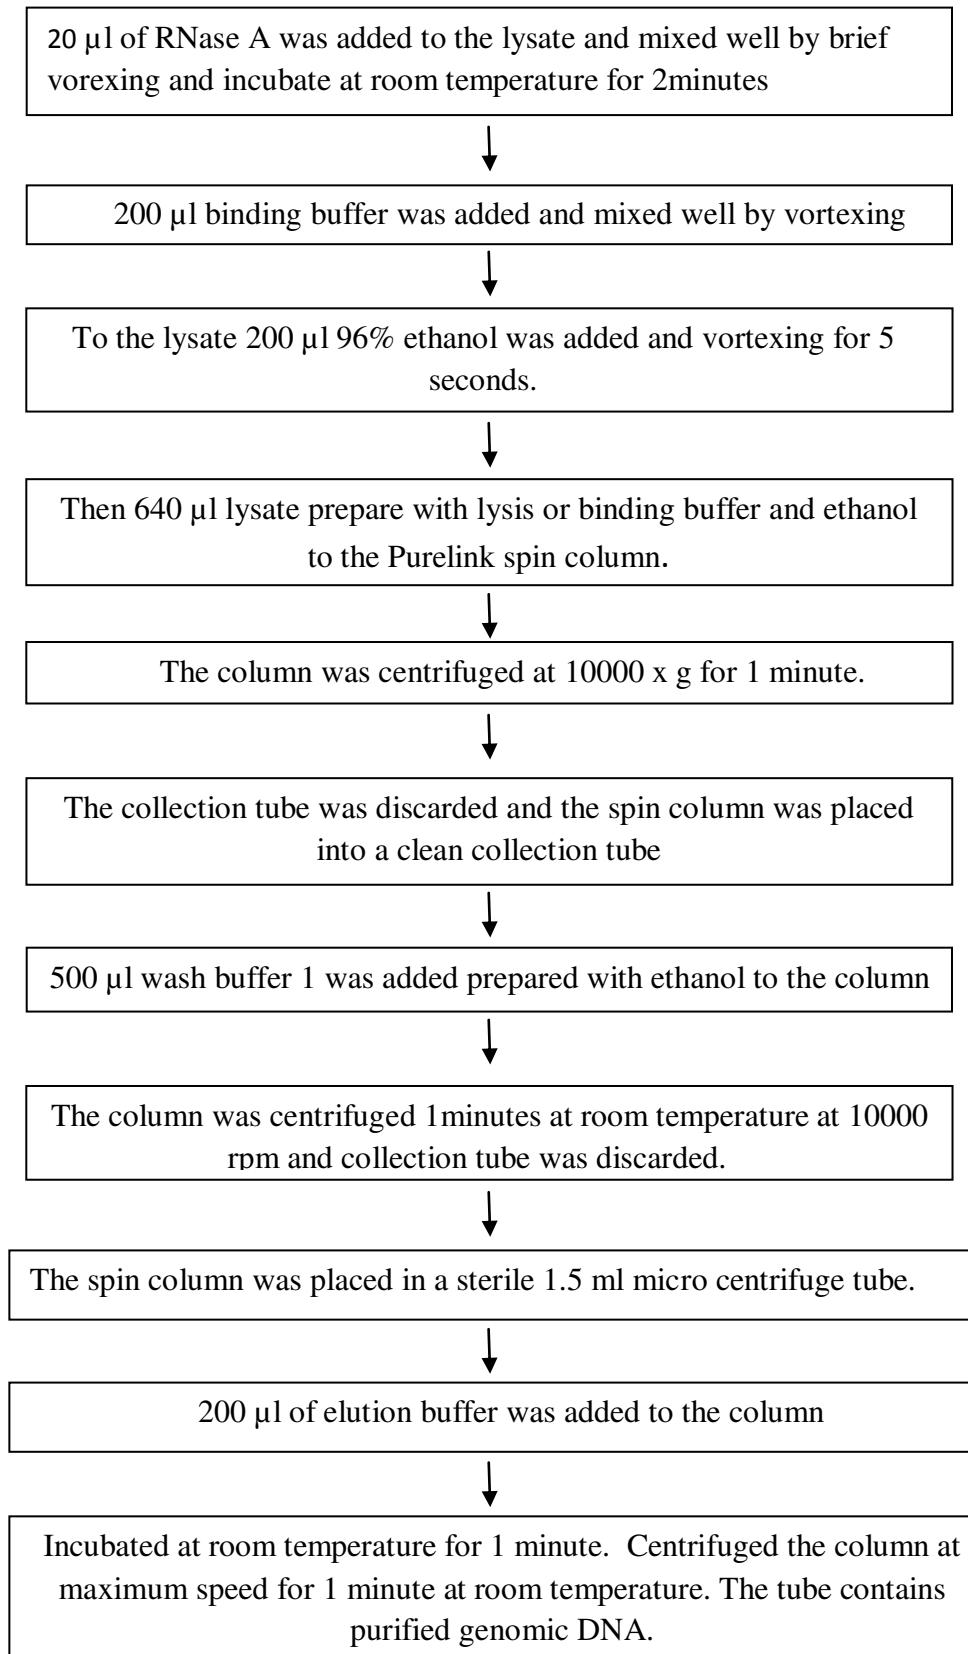 20 µl of RNase A was added to the lysate and mixed well by brief
vorexing and incubate at room temperature for 2minutes
200 µl binding buffer was added and mixed well by vortexing
To the lysate 200 µl 96% ethanol was added and vortexing for 5
seconds.
Then 640 µl lysate prepare with lysis or binding buffer and ethanol
to the Purelink spin column.
The column was centrifuged at 10000 x g for 1 minute.
The collection tube was discarded and the spin column was placed
into a clean collection tube
500 µl wash buffer 1 was added prepared with ethanol to the column
The column was centrifuged 1minutes at room temperature at 10000
rpm and collection tube was discarded.
The spin column was placed in a sterile 1.5 ml micro centrifuge tube.
200 µl of elution buffer was added to the column
Incubated at room temperature for 1 minute.  Centrifuged the column at
maximum speed for 1 minute at room temperature. The tube contains
purified genomic DNA.